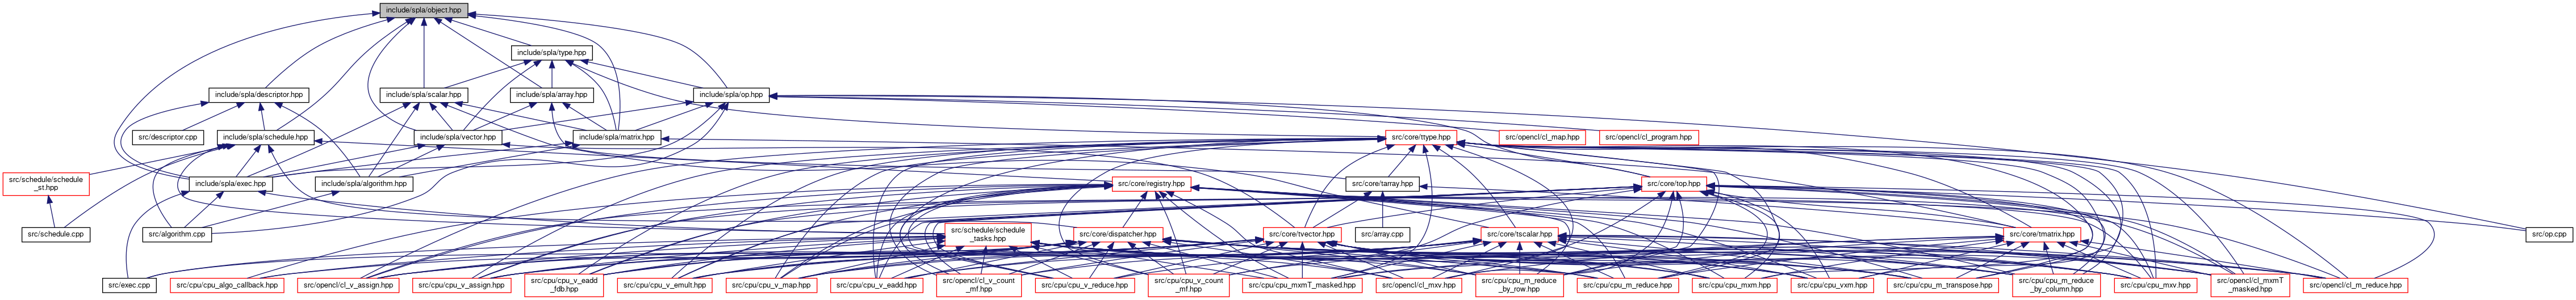 include/spla/object.hpp
include/spla/type.hpp
include/spla/descriptor.hpp
include/spla/scalar.hpp
include/spla/array.hpp
include/spla/op.hpp
src/descriptor.cpp
include/spla/schedule.hpp
include/spla/vector.hpp
include/spla/matrix.hpp
src/core/ttype.hpp
src/opencl/cl_map.hpp
src/opencl/cl_program.hpp
src/schedule/schedule
_st.hpp
include/spla/exec.hpp
include/spla/algorithm.hpp
src/core/registry.hpp
src/core/tarray.hpp
src/core/top.hpp
src/schedule.cpp
src/algorithm.cpp
src/schedule/schedule
_tasks.hpp
src/core/dispatcher.hpp
src/core/tvector.hpp
src/array.cpp
src/core/tscalar.hpp
src/core/tmatrix.hpp
src/op.cpp
src/exec.cpp
src/cpu/cpu_algo_callback.hpp
src/opencl/cl_v_assign.hpp
src/cpu/cpu_v_assign.hpp
src/cpu/cpu_v_eadd
_fdb.hpp
src/cpu/cpu_v_emult.hpp
src/cpu/cpu_v_map.hpp
src/cpu/cpu_v_eadd.hpp
src/opencl/cl_v_count
_mf.hpp
src/cpu/cpu_v_reduce.hpp
src/cpu/cpu_v_count
_mf.hpp
src/cpu/cpu_mxmT_masked.hpp
src/opencl/cl_mxv.hpp
src/cpu/cpu_m_reduce
_by_row.hpp
src/cpu/cpu_m_reduce.hpp
src/cpu/cpu_mxm.hpp
src/cpu/cpu_vxm.hpp
src/cpu/cpu_m_transpose.hpp
src/cpu/cpu_m_reduce
_by_column.hpp
src/cpu/cpu_mxv.hpp
src/opencl/cl_mxmT
_masked.hpp
src/opencl/cl_m_reduce.hpp